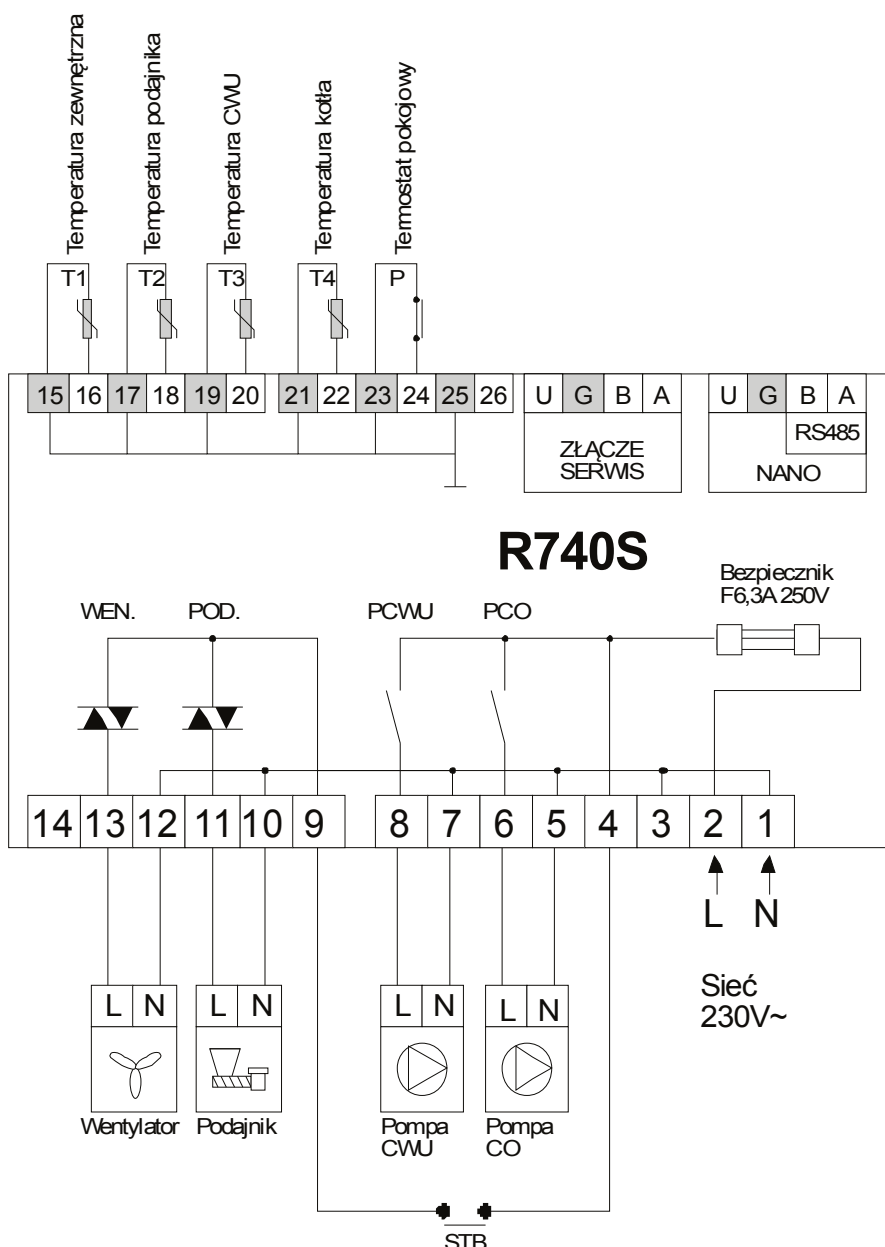 Temperatura zewnętrzna
Temperatura podajnika
Temperatura CWU
Temperatura kotła
Termostat pokojowy
T1 T2 T3 T4 P
15 16 17 18 19 20 21 22 23 24 25 26 U G B A U G B A
RS485
ZŁĄCZE
SERWIS
NANO
R740S
Bezpiecznik
F6,3A 250V
WEN. POD. PCWU PCO
14 13 12 11 10 9 8 7 6 5 4 3 2 1
L N
Sieć
230V~
L N L N L N L N
Wentylator Podajnik
Pompa
CWU
Pompa
CO
STB